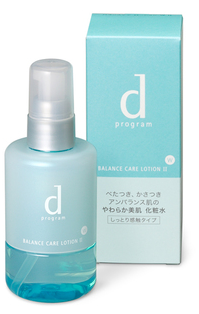 d
program
BALANCE CARE LOTION
べたつき、かさつき
アンバランス肌の
やわらか美肌 化粧水
しっとり感触タイプ
d
program
BALANCE CARE LOTION